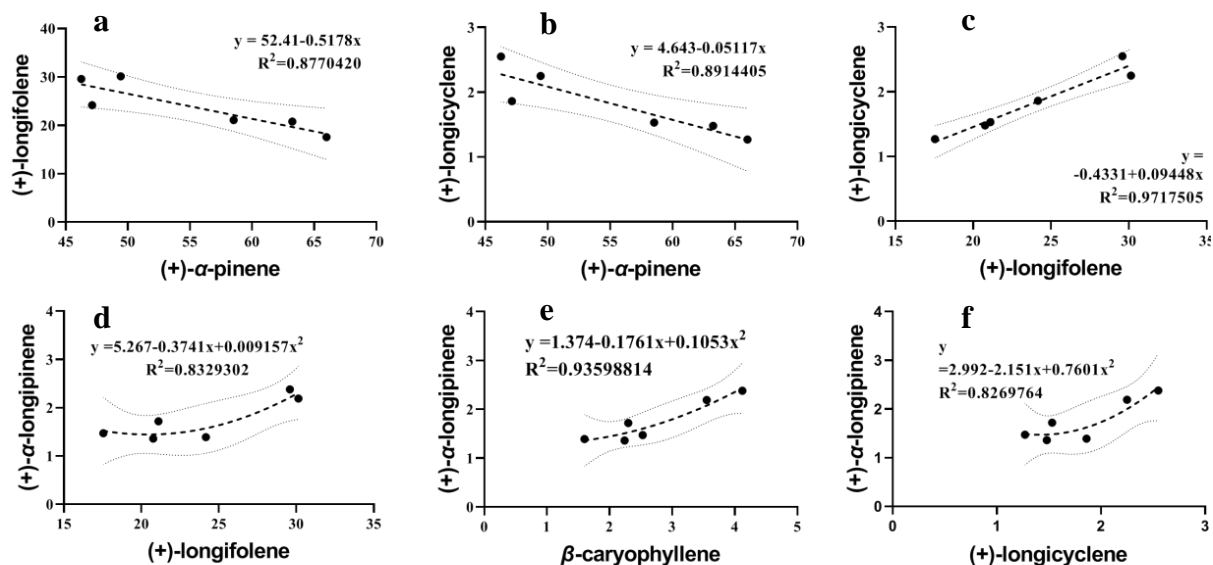 a
y = 52.41-0.5178x
R²=0.8770420
(+)-longifolene
40
30
20
10
0
45 50 55 60 65 70
(+)-α-pinene
b
y = 4.643-0.05117x
R²=0.8914405
(+)-longicyclene
3
2
1
0
45 50 55 60 65 70
(+)-α-pinene
c
y =
-0.4331+0.09448x
R²=0.9717505
(+)-longicyclene
3
2
1
0
15 20 25 30 35
(+)-longifolene
d
y =5.267-0.3741x+0.009157x²
R²=0.8329302
(+)-α-longipinene
4
3
2
1
0
15 20 25 30 35
(+)-longifolene
e
y =1.374-0.1761x+0.1053x²
R²=0.93598814
(+)-α-longipinene
4
3
2
1
0
0 1 2 3 4 5
β-caryophyllene
f
y
=2.992-2.151x+0.7601x²
R²=0.8269764
(+)-α-longipinene
4
3
2
1
0
0 1 2 3
(+)-longicyclene